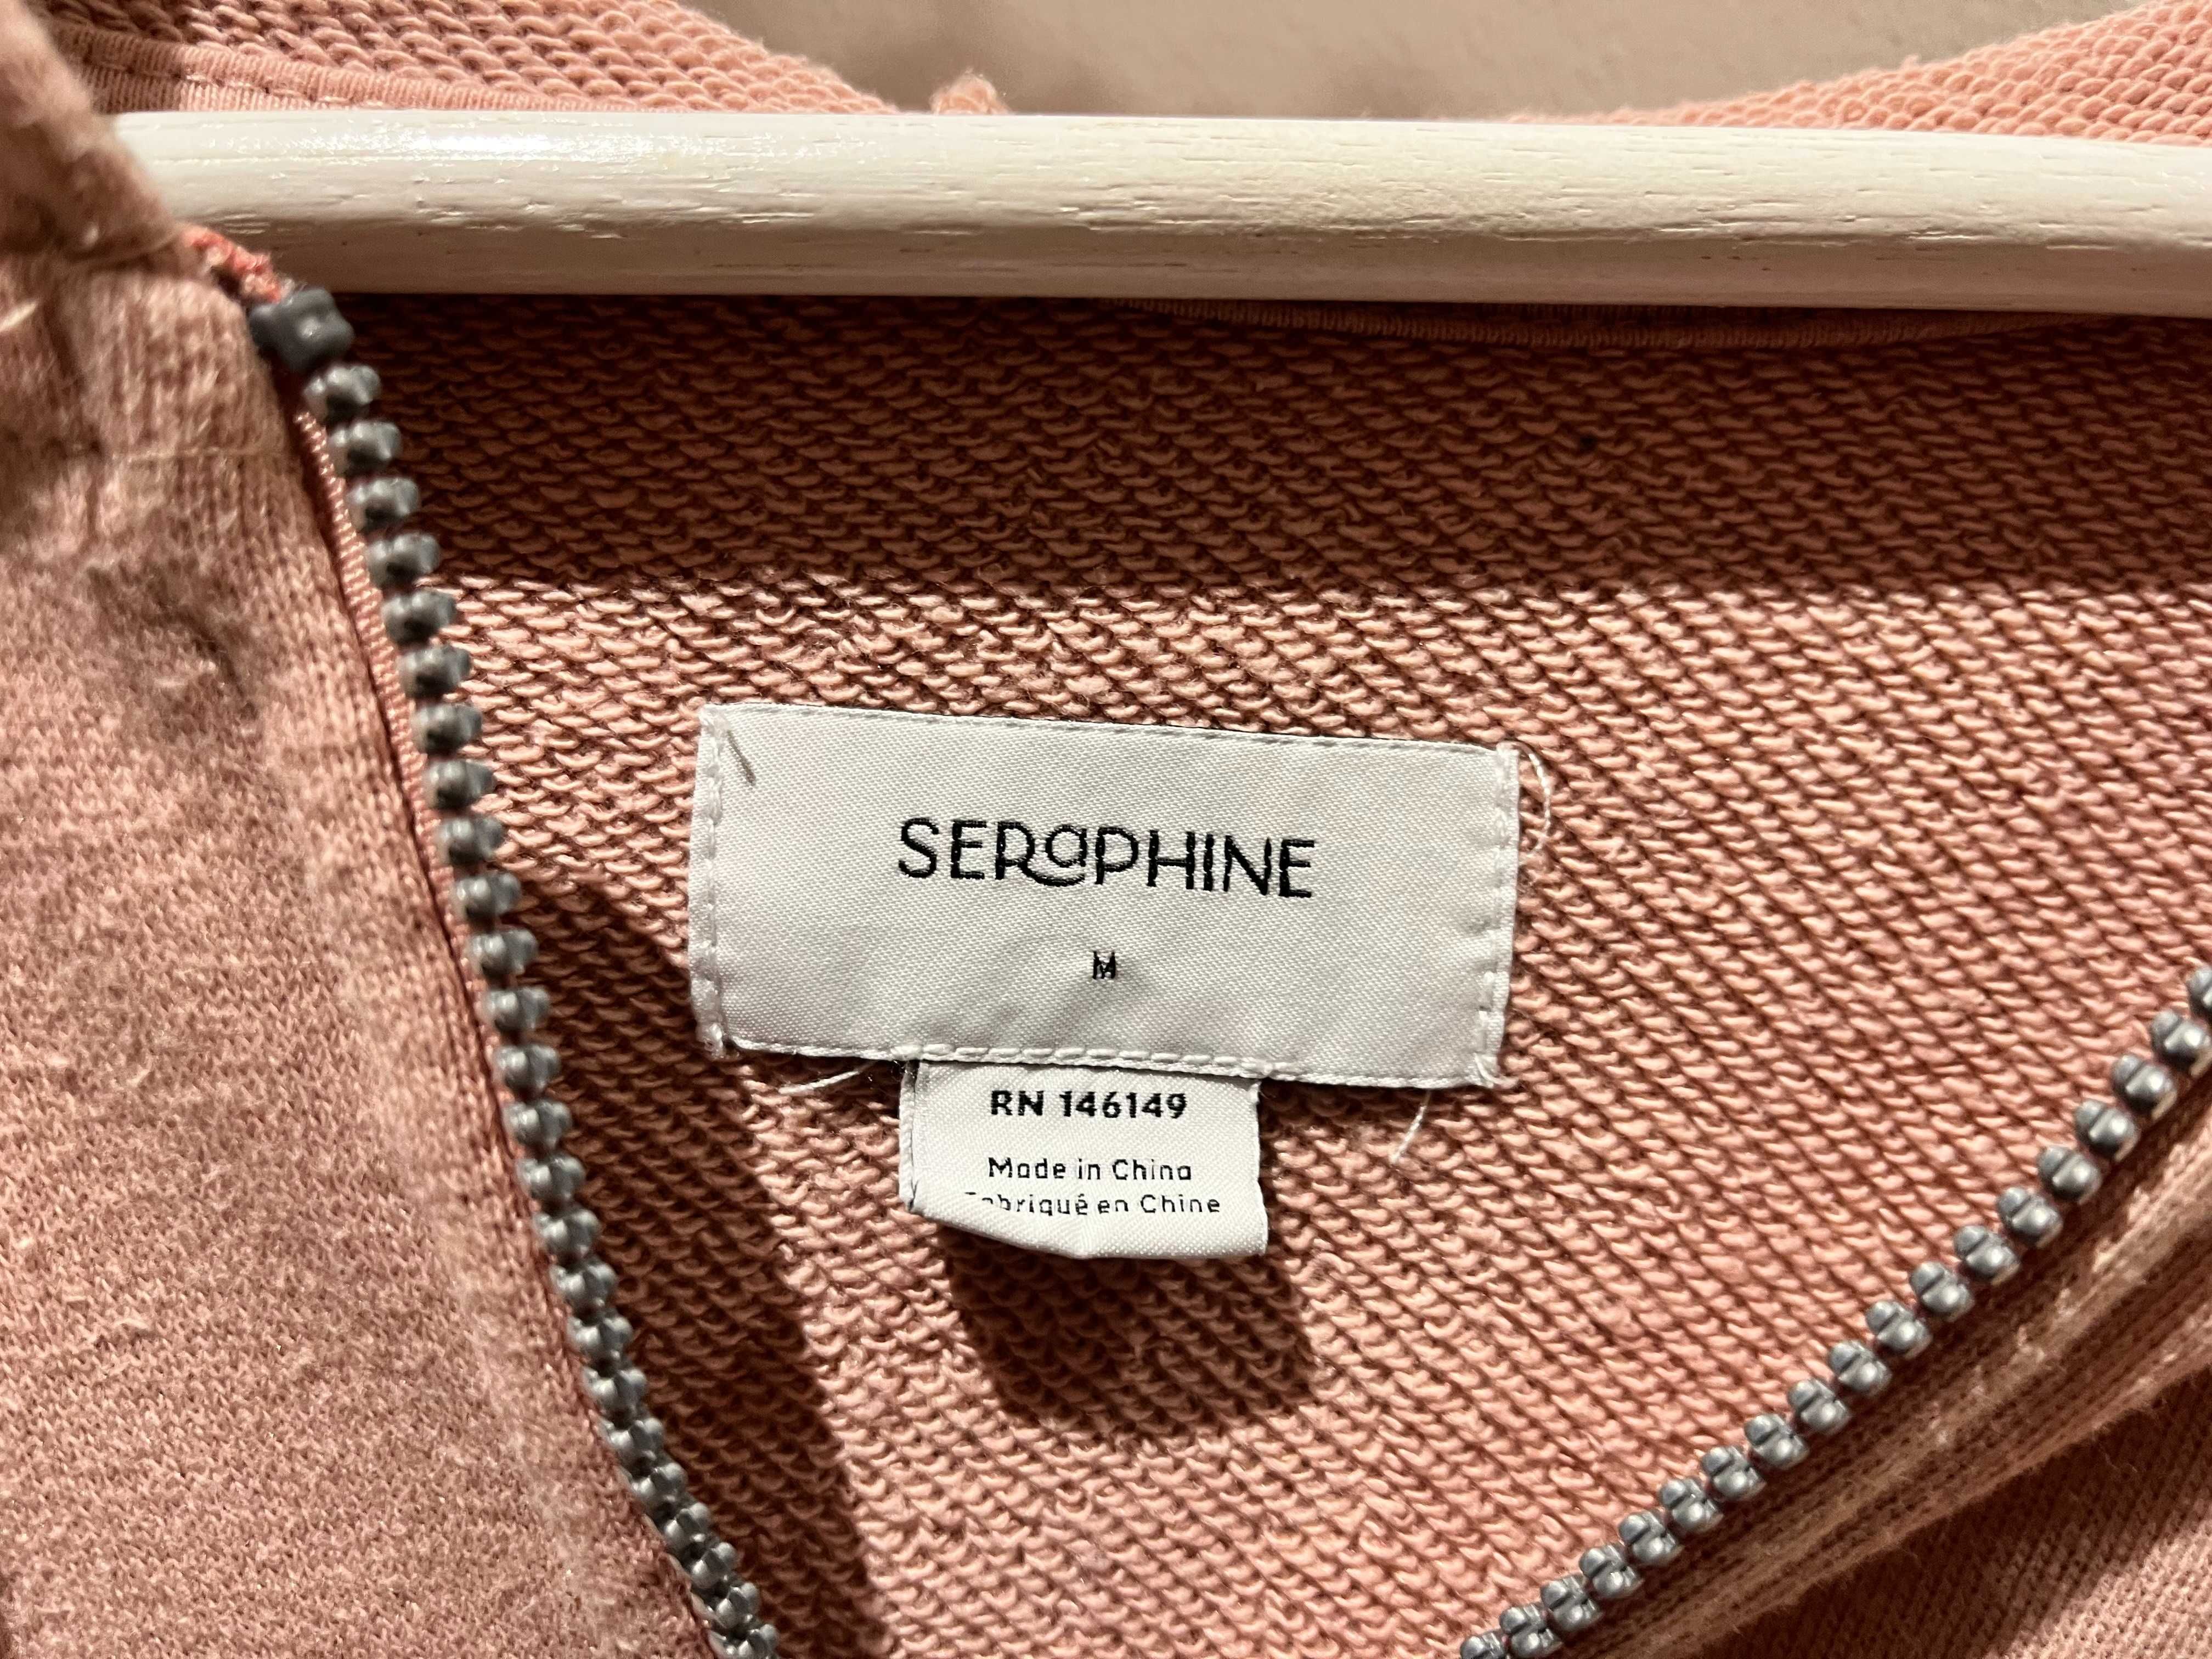 SERaPHINE
M
RN 146149
Made in China
Fabriqué en Chine